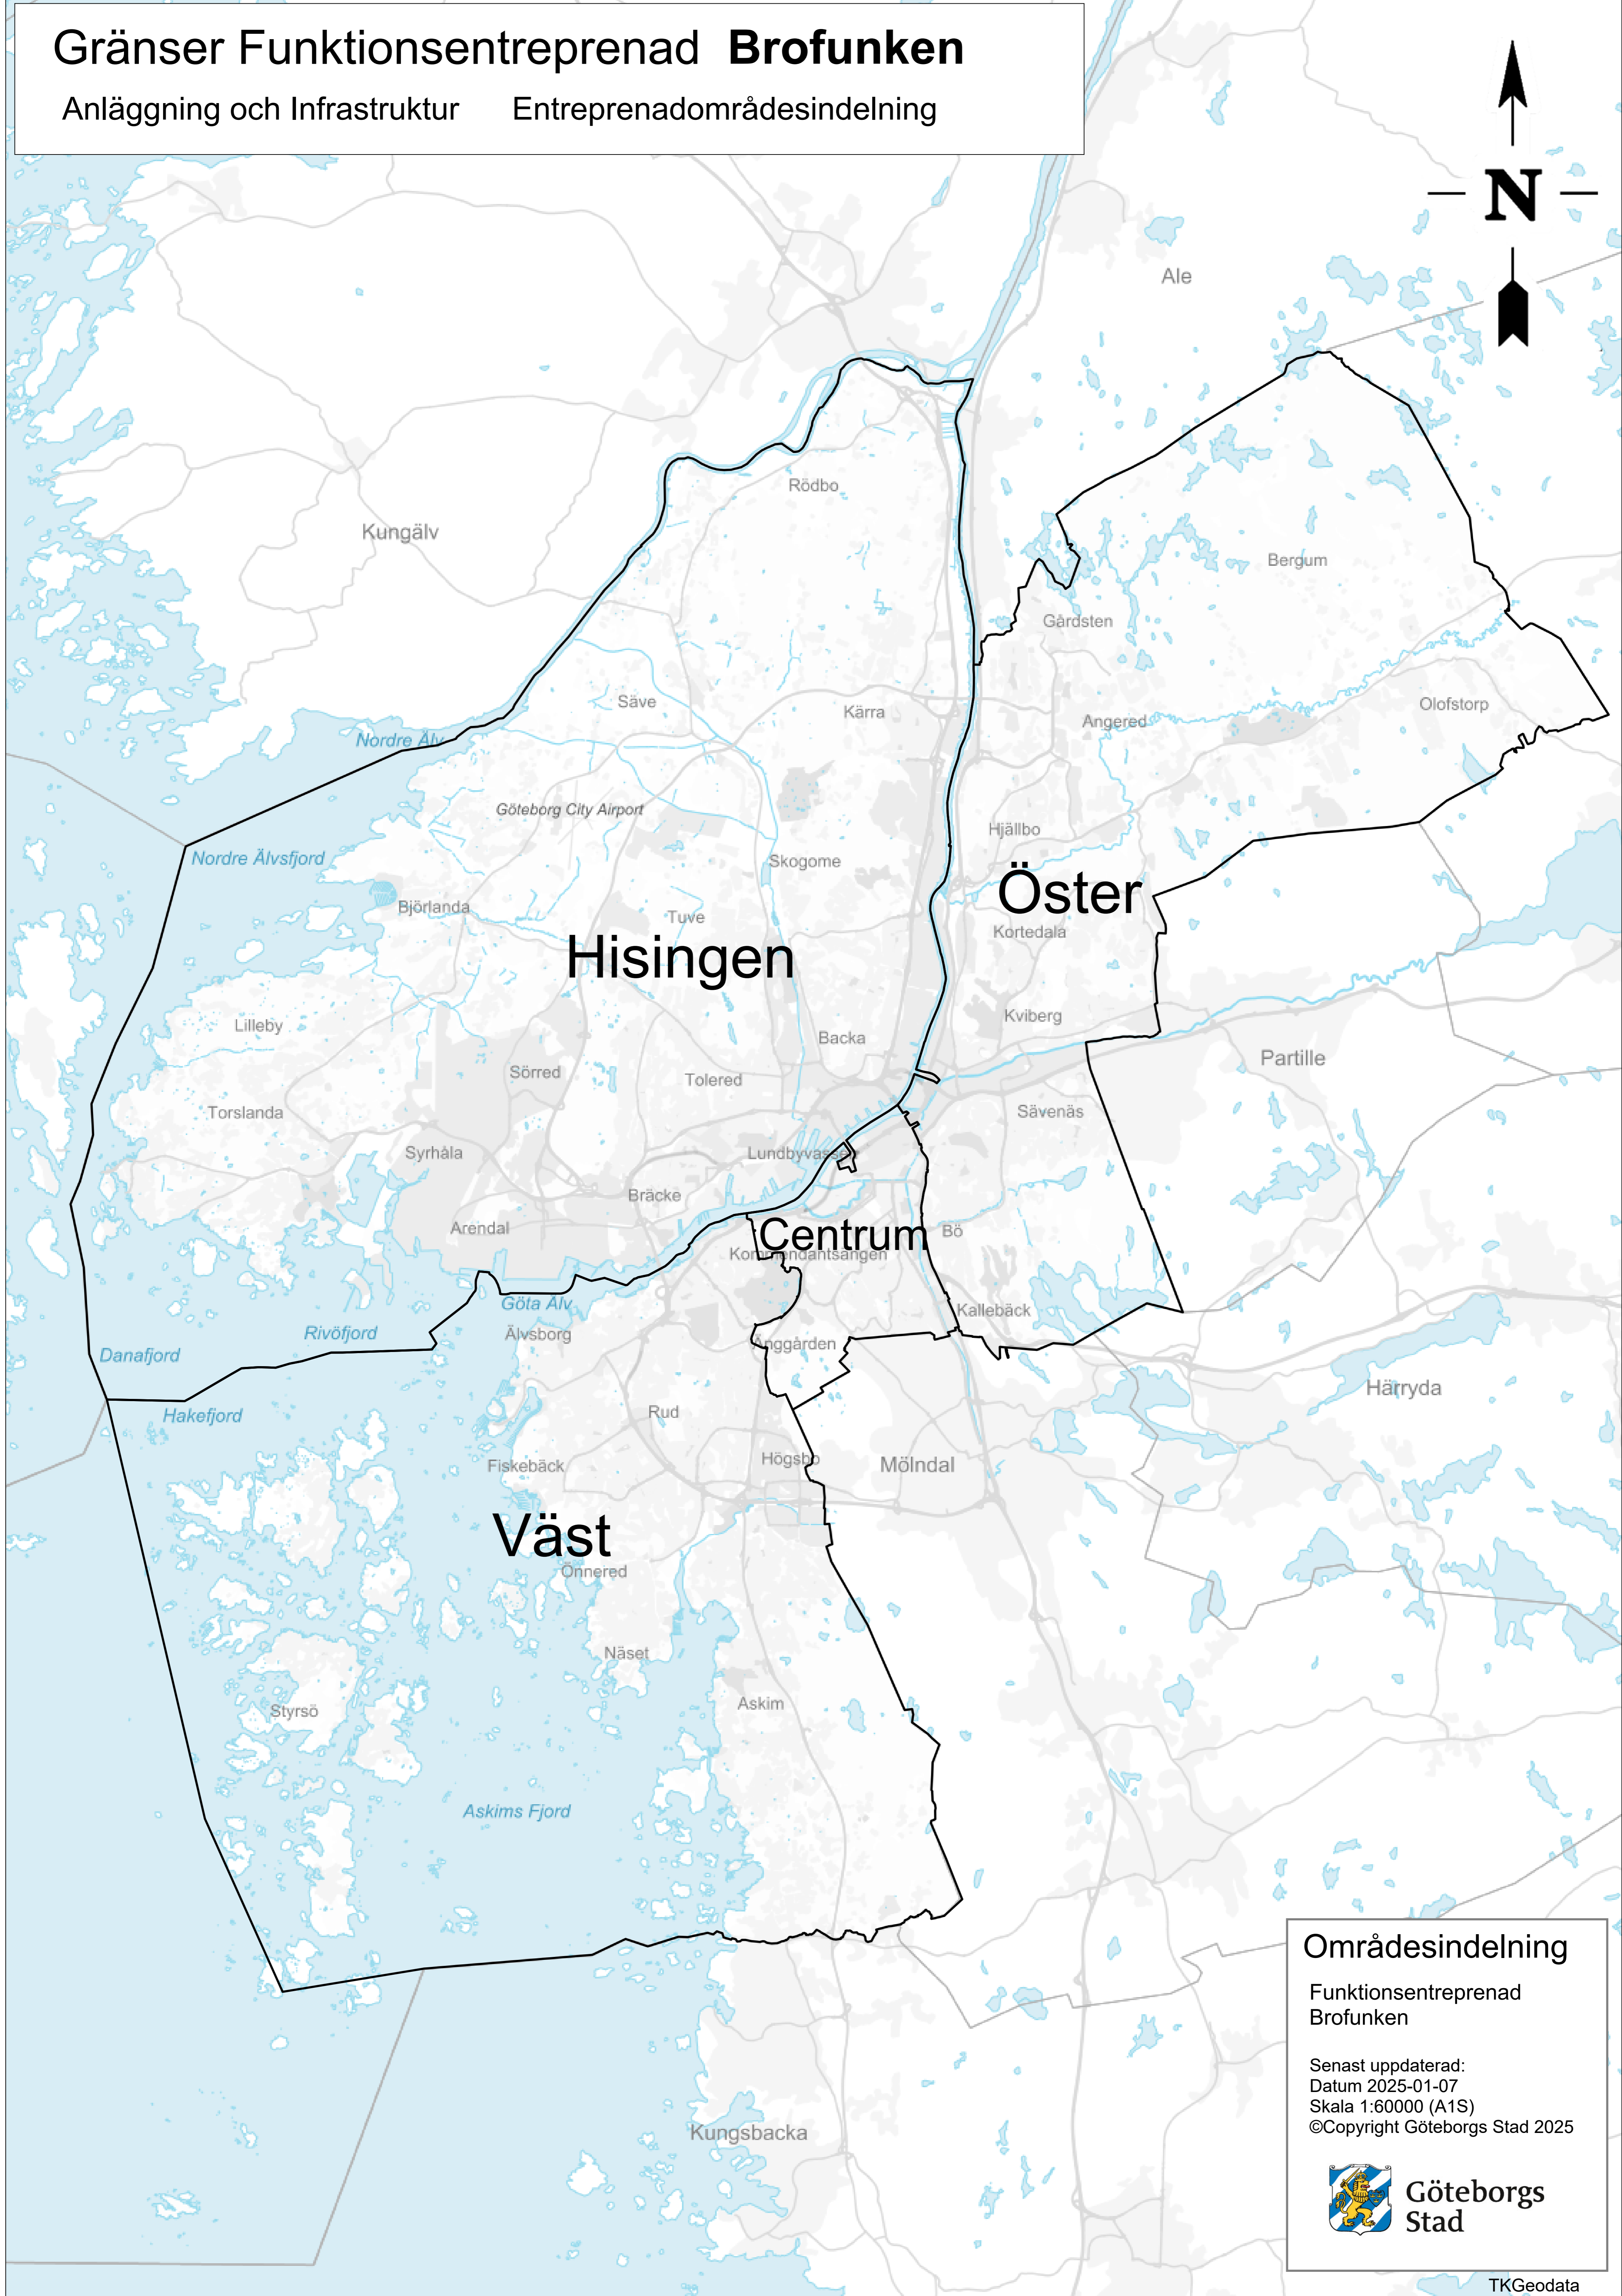 Gränser Funktionsentreprenad Brofunken
Anläggning och Infrastruktur Entreprenadområdesindelning
N
Ale
Rödbo
Kungälv
Bergum
Gårdsten
Säve
Kärra
Angered
Olofstorp
Nordre Älv
Göteborg City Airport
Hjällbo
Nordre Älvsfjord
Skogome
Öster
Björlanda
Tuve
Kortedala
Hisingen
Lilleby
Kviberg
Backa
Partille
Sörred
Tolered
Torslanda
Sävenäs
Syrhåla
Lundbyvassen
Bräcke
Arendal
Centrum
Bö
Kommendantsängen
Göta Älv
Kallebäck
Rivöfjord
Älvsborg
Änggården
Danafjord
Härryda
Hakefjord
Rud
Fiskebäck
Högsbo
Mölndal
Väst
Önnered
Näset
Styrsö
Askim
Askims Fjord
Kungsbacka
Områdesindelning
Funktionsentreprenad
Brofunken
Senast uppdaterad:
Datum 2025-01-07
Skala 1:60000 (A1S)
©Copyright Göteborgs Stad 2025
Göteborgs
Stad
TKGeodata